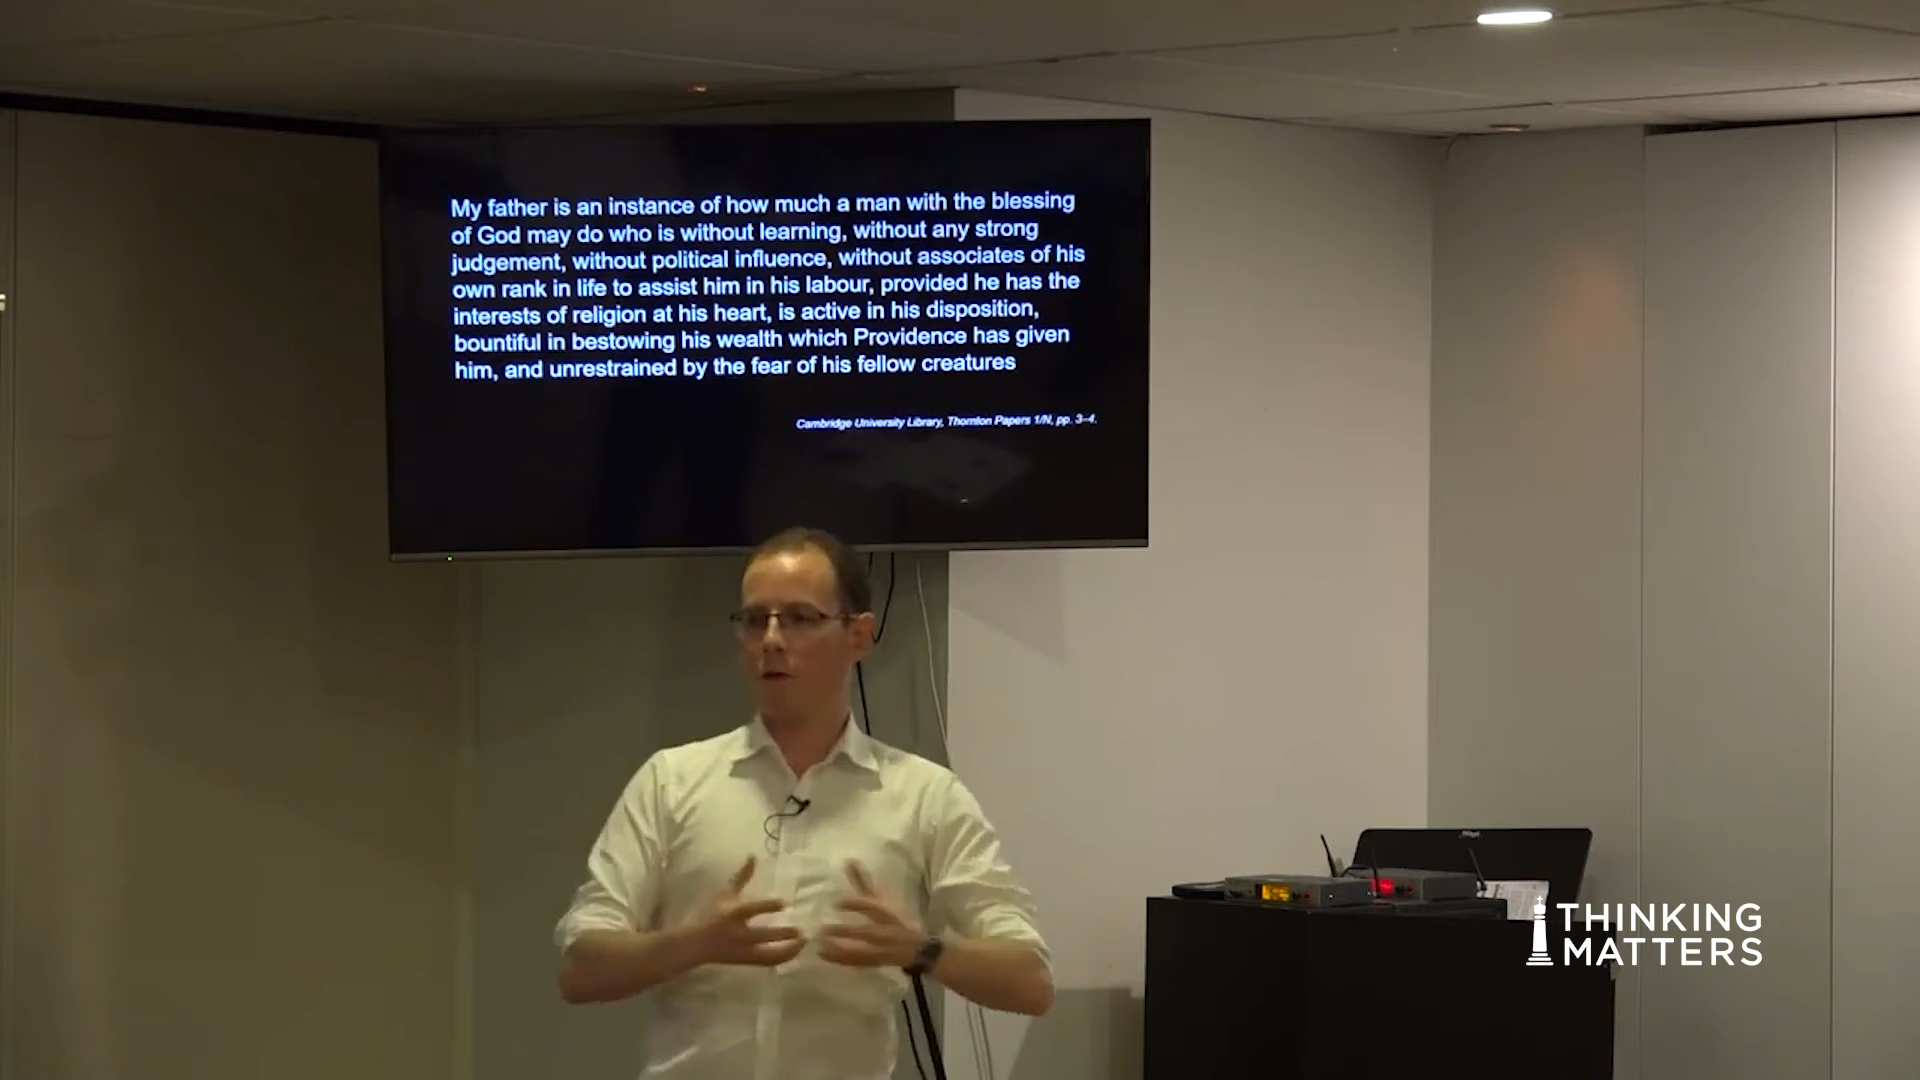 My father is an instance of how much a man with the blessing
of God may do who is without learning, without any strong
judgement, without political influence, without associates of his
own rank in life to assist him in his labour, provided he has the
interests of religion at his heart, is active in his disposition,
bountiful in bestowing his wealth which Providence has given
him, and unrestrained by the fear of his fellow creatures
Cambridge University Library, Thornton Papers 1/N, pp. 3–4.
THINKING
MATTERS